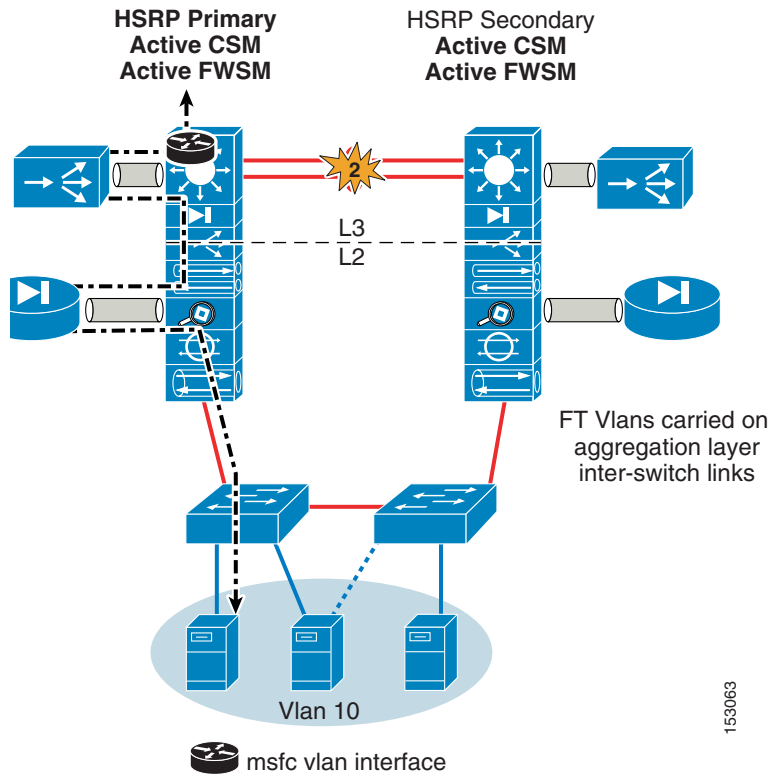 HSRP Primary
Active CSM
Active FWSM
HSRP Secondary
Active CSM
Active FWSM
2
L3
L2
FT Vlans carried on
aggregation layer
inter-switch links
Vlan 10
msfc vlan interface
153063